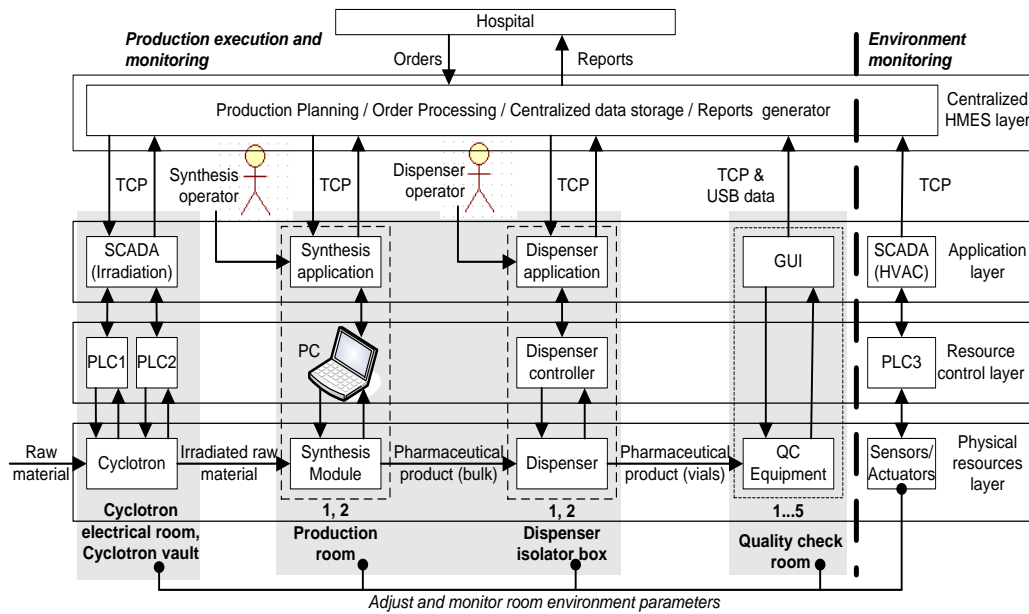 Hospital
Production execution and
monitoring
Environment
monitoring
Orders
Reports
Production Planning / Order Processing / Centralized data storage / Reports generator
Centralized
HMES layer
TCP
Synthesis
operator
TCP
Dispenser
operator
TCP
TCP &
USB data
TCP
SCADA
(Irradiation)
Synthesis
application
Dispenser
application
GUI
SCADA
(HVAC)
Application
layer
PLC1
PLC2
PC
Dispenser
controller
PLC3
Resource
control layer
Raw
material
Cyclotron
Irradiated raw
material
Synthesis
Module
Pharmaceutical
product (bulk)
Dispenser
Pharmaceutical
product (vials)
QC
Equipment
Sensors/
Actuators
Physical
resources
layer
Cyclotron
electrical room,
Cyclotron vault
1, 2
Production
room
1, 2
Dispenser
isolator box
1...5
Quality check
room
Adjust and monitor room environment parameters